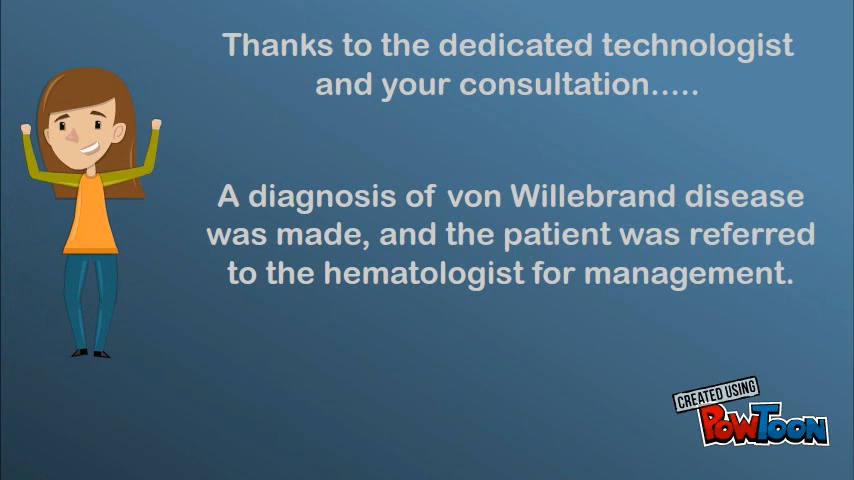 Thanks to the dedicated technologist
and your consultation.....
A diagnosis of von Willebrand disease
was made, and the patient was referred
to the hematologist for management.
CREATED USING
POWTOON